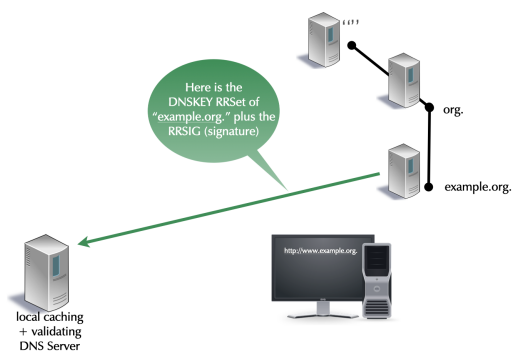 “”
Here is the
DNSKEY RRSet of
“example.org.” plus the
RRSIG (signature)
org.
example.org.
http://www.example.org.
local caching
+ validating
DNS Server